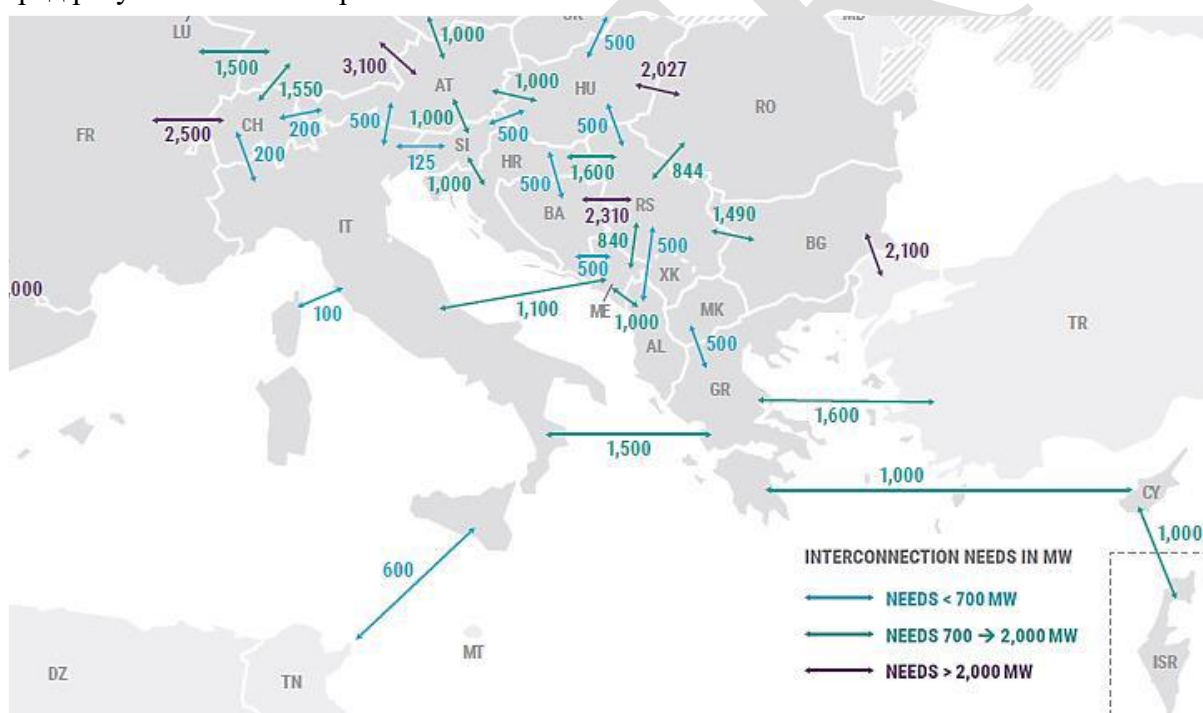 LU
1,000
500
1,500
3,100
1,550
AT
1,000
HU
2,027
RO
FR
2,500
CH
200
500
1,000
500
500
200
125
SI
HR
1,600
844
1,000
500
BA
2,310
RS
1,490
IT
840
500
BG
2,100
500
XK
,000
100
1,100
ME
1,000
MK
TR
AL
500
GR
1,600
1,500
1,000
CY
1,000
600
INTERCONNECTION NEEDS IN MW
NEEDS < 700 MW
NEEDS 700 → 2,000 MW
NEEDS > 2,000 MW
MT
ISR
DZ
TN